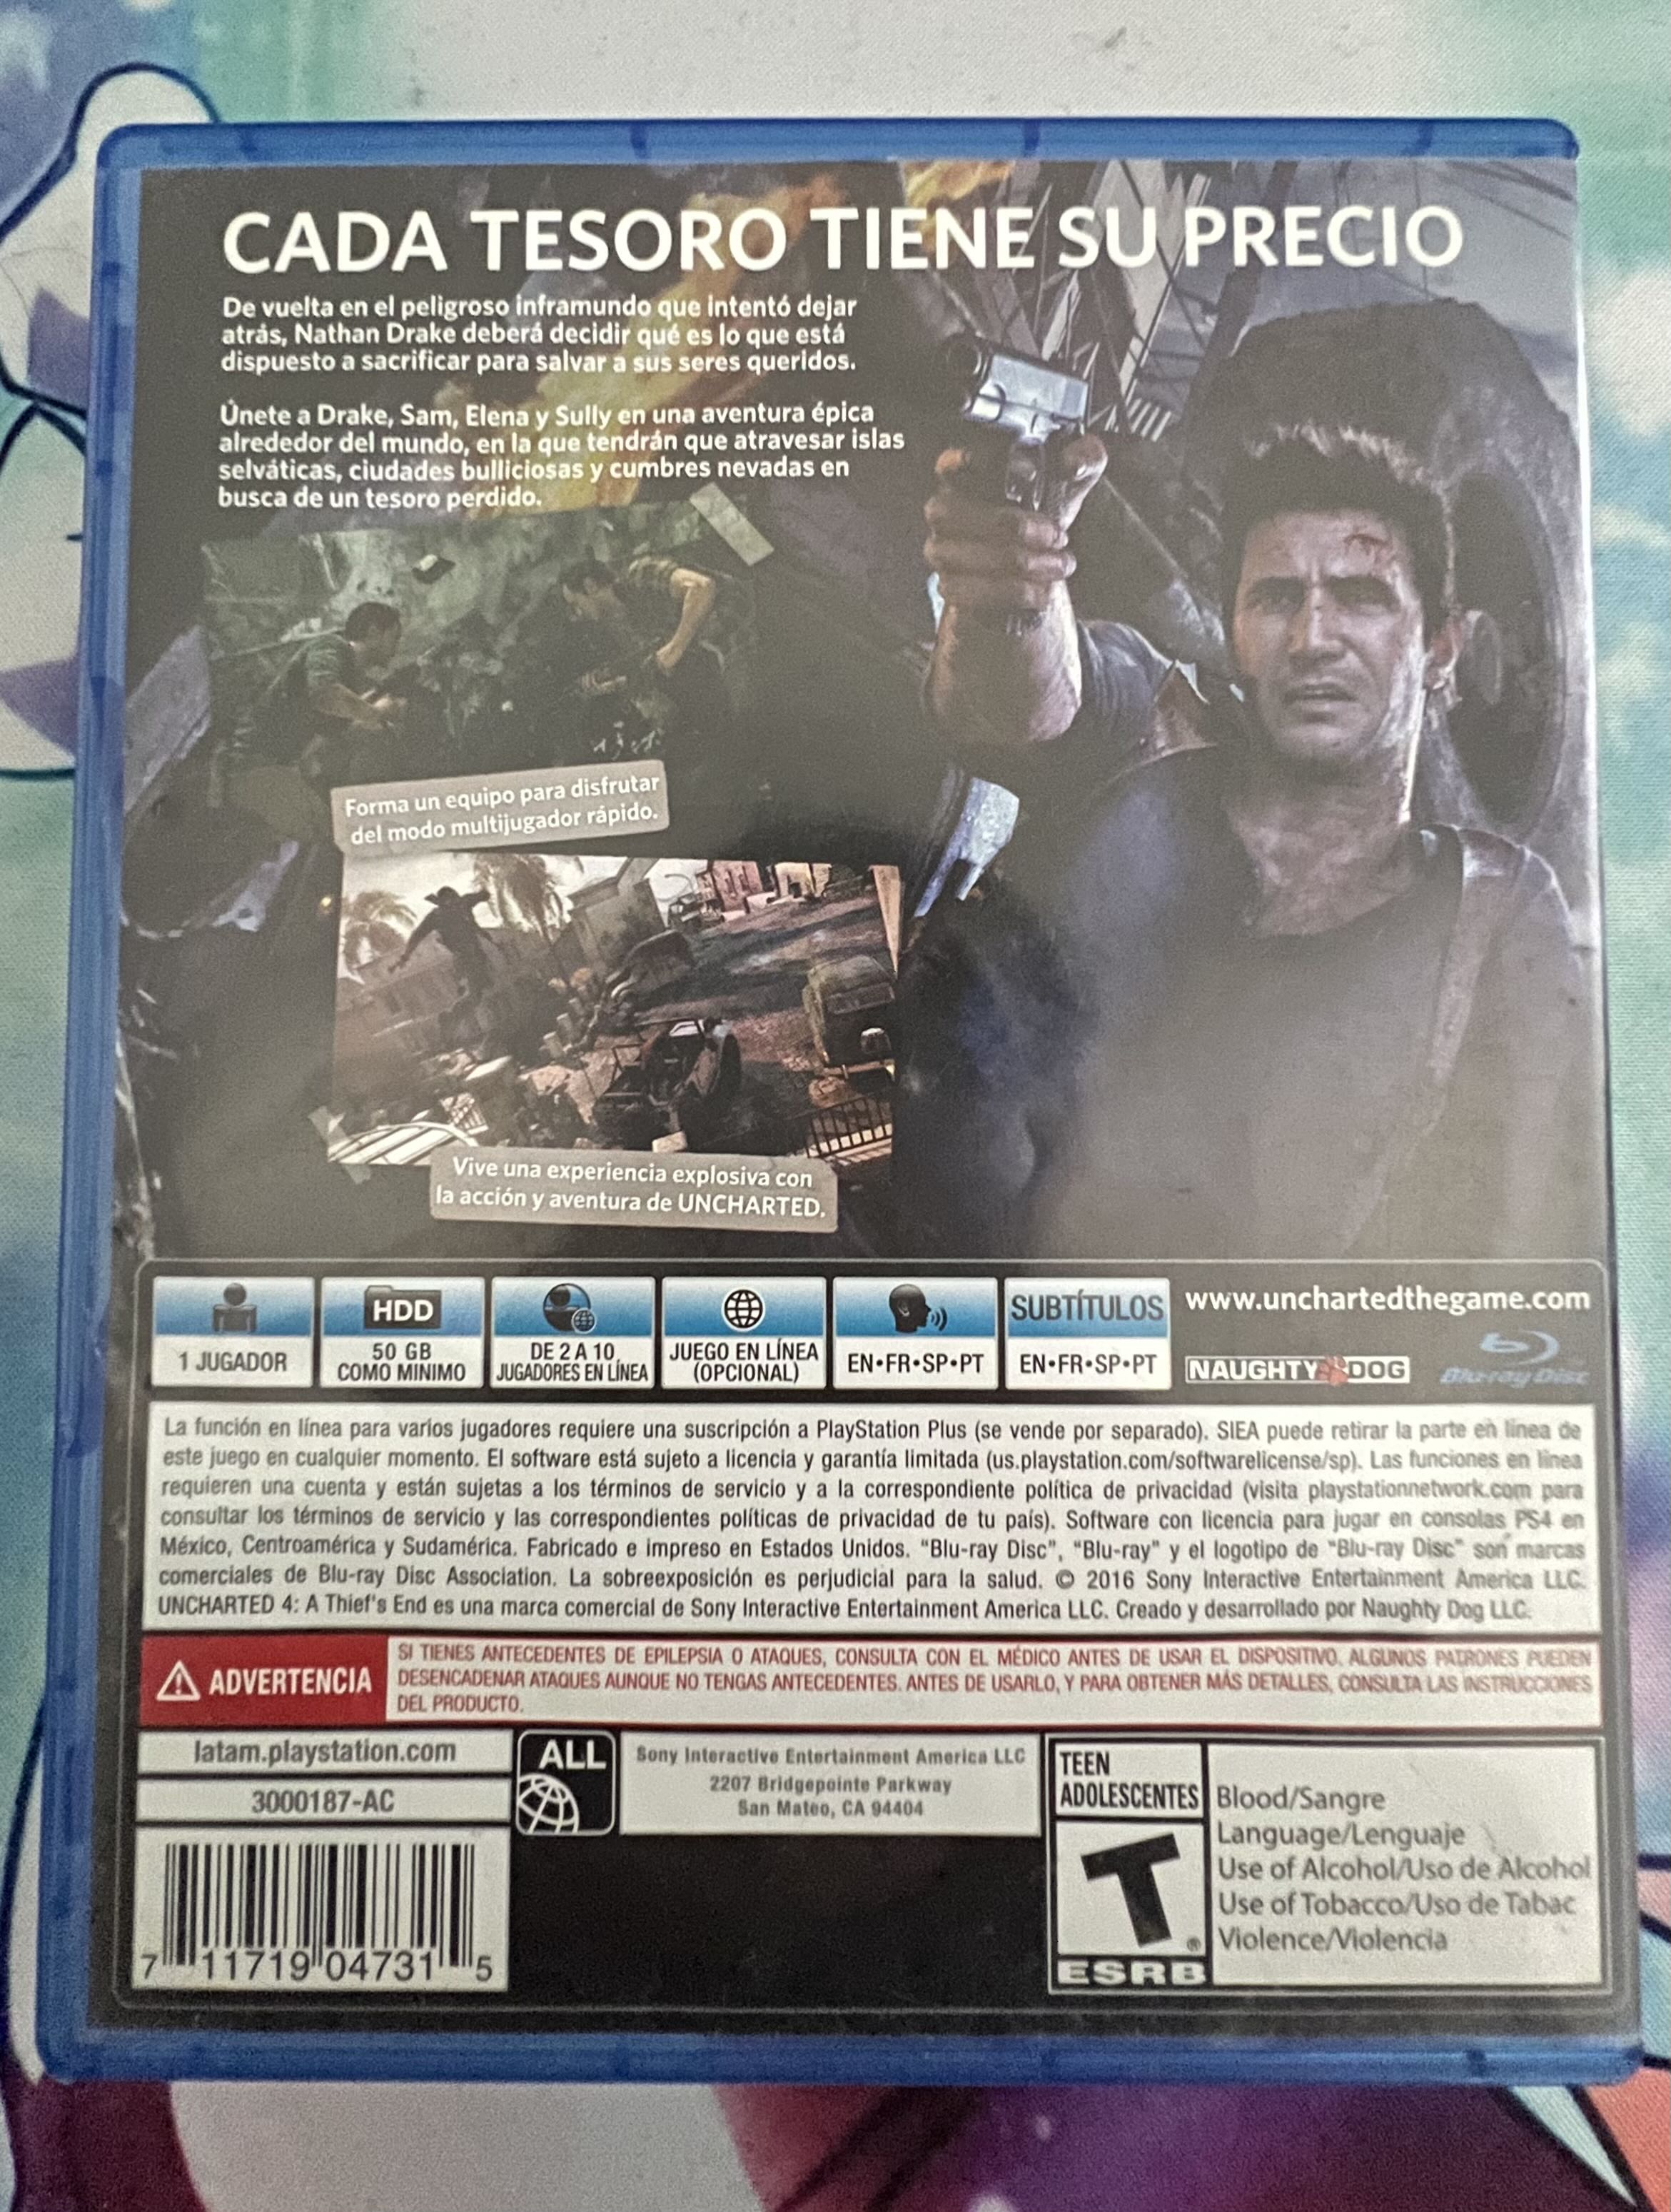 CADA TESORO TIENE SU PRECIO
De vuelta en el peligroso inframundo que intentó dejar
atrás, Nathan Drake deberá decidir qué es lo que está
dispuesto a sacrificar para salvar a sus seres queridos.
Únete a Drake, Sam, Elena y Sully en una aventura épica
alrededor del mundo, en la que tendrán que atravesar islas
selváticas, ciudades bulliciosas y cumbres nevadas en
busca de un tesoro perdido.
Forma un equipo para disfrutar
del modo multijugador rápido.
Vive una experiencia explosiva con
la acción y aventura de UNCHARTED.
1 JUGADOR
HDD
50 GB
COMO MINIMO
DE 2 A 10
JUGADORES EN LÍNEA
JUEGO EN LÍNEA
(OPCIONAL)
EN•FR•SP•PT
SUBTÍTULOS
EN•FR•SP•PT
www.unchartedthegame.com
NAUGHTY DOG
Blu-ray Disc
La función en línea para varios jugadores requiere una suscripción a PlayStation Plus (se vende por separado). SIEA puede retirar la parte en línea de
este juego en cualquier momento. El software está sujeto a licencia y garantía limitada (us.playstation.com/softwarelicense/sp). Las funciones en línea
requieren una cuenta y están sujetas a los términos de servicio y a la correspondiente política de privacidad (visita playstationnetwork.com para
consultar los términos de servicio y las correspondientes políticas de privacidad de tu país). Software con licencia para jugar en consolas PS4 en
México, Centroamérica y Sudamérica. Fabricado e impreso en Estados Unidos. “Blu-ray Disc”, “Blu-ray” y el logotipo de “Blu-ray Disc” son marcas
comerciales de Blu-ray Disc Association. La sobreexposición es perjudicial para la salud. © 2016 Sony Interactive Entertainment America LLC.
UNCHARTED 4: A Thief's End es una marca comercial de Sony Interactive Entertainment America LLC. Creado y desarrollado por Naughty Dog LLC.
ADVERTENCIA
SI TIENES ANTECEDENTES DE EPILEPSIA O ATAQUES, CONSULTA CON EL MÉDICO ANTES DE USAR EL DISPOSITIVO. ALGUNOS PATRONES PUEDEN
DESENCADENAR ATAQUES AUNQUE NO TENGAS ANTECEDENTES. ANTES DE USARLO, Y PARA OBTENER MÁS DETALLES, CONSULTA LAS INSTRUCCIONES
DEL PRODUCTO.
latam.playstation.com
3000187-AC
ALL
Sony Interactive Entertainment America LLC
2207 Bridgepointe Parkway
San Mateo, CA 94404
TEEN
ADOLESCENTES
T
®
ESRB
Blood/Sangre
Language/Lenguaje
Use of Alcohol/Uso de Alcohol
Use of Tobacco/Uso de Tabac
Violence/Violencia
7 11719 04731 5